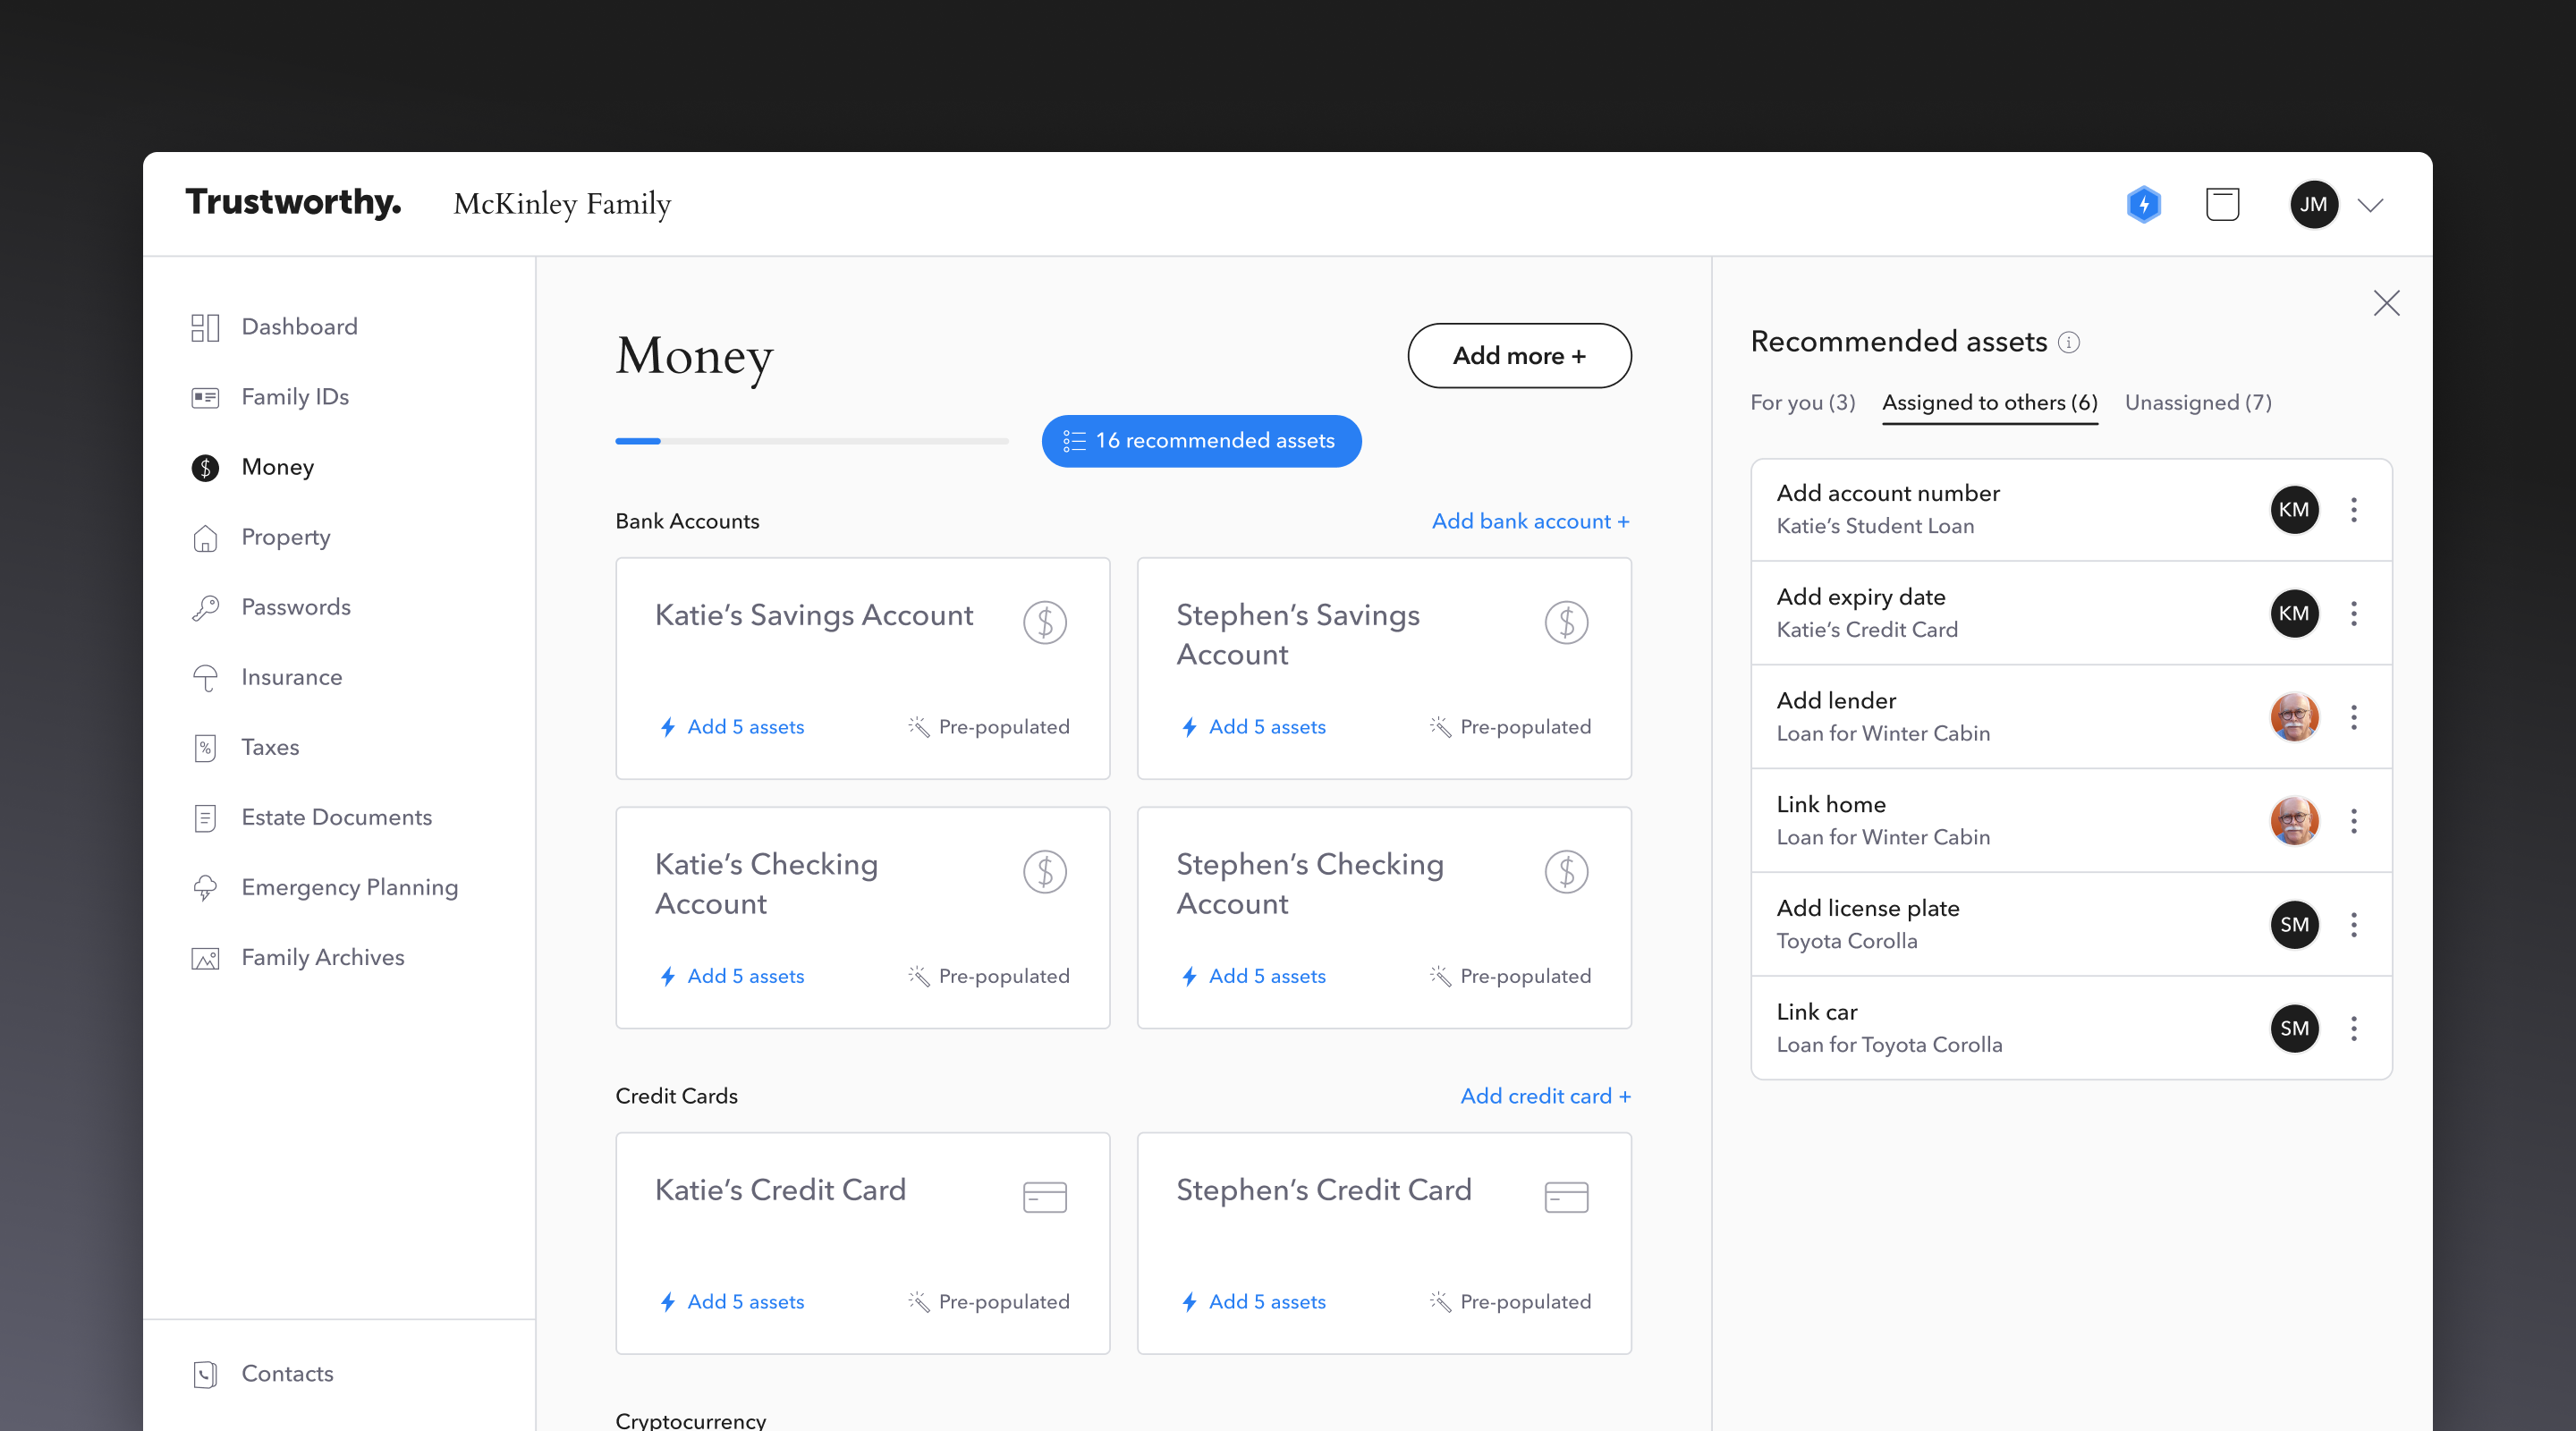 Trustworthy.
McKinley Family
JM
Dashboard
Family IDs
Money
Property
Passwords
Insurance
Taxes
Estate Documents
Emergency Planning
Family Archives
Contacts
Money
Add more +
16 recommended assets
Bank Accounts
Add bank account +
Katie’s Savings Account
Add 5 assets
Pre-populated
Stephen’s Savings
Account
Add 5 assets
Pre-populated
Katie’s Checking
Account
Add 5 assets
Pre-populated
Stephen’s Checking
Account
Add 5 assets
Pre-populated
Credit Cards
Add credit card +
Katie’s Credit Card
Add 5 assets
Pre-populated
Stephen’s Credit Card
Add 5 assets
Pre-populated
Cryptocurrency
Recommended assets
For you (3)
Assigned to others (6)
Unassigned (7)
Add account number
Katie’s Student Loan
KM
Add expiry date
Katie’s Credit Card
KM
Add lender
Loan for Winter Cabin
Link home
Loan for Winter Cabin
Add license plate
Toyota Corolla
SM
Link car
Loan for Toyota Corolla
SM